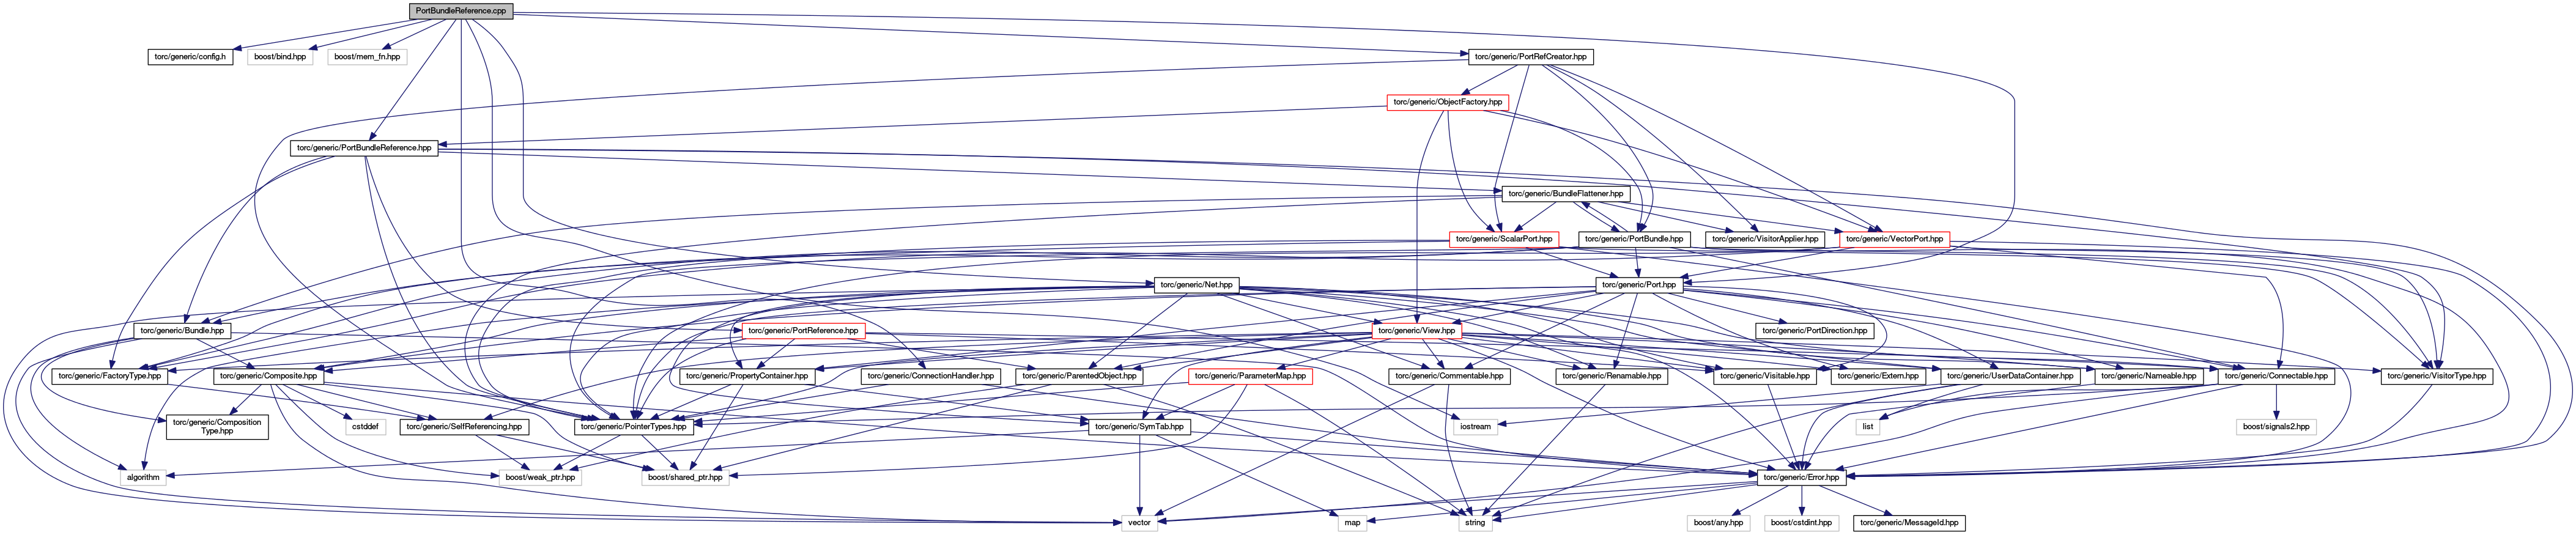 PortBundleReference.cpp
torc/generic/config.h
boost/bind.hpp
boost/mem_fn.hpp
torc/generic/PortRefCreator.hpp
torc/generic/ObjectFactory.hpp
torc/generic/PortBundleReference.hpp
torc/generic/BundleFlattener.hpp
torc/generic/ScalarPort.hpp
torc/generic/PortBundle.hpp
torc/generic/VisitorApplier.hpp
torc/generic/VectorPort.hpp
torc/generic/Net.hpp
torc/generic/Port.hpp
torc/generic/Bundle.hpp
torc/generic/PortReference.hpp
torc/generic/View.hpp
torc/generic/PortDirection.hpp
torc/generic/FactoryType.hpp
torc/generic/Composite.hpp
torc/generic/PropertyContainer.hpp
torc/generic/ConnectionHandler.hpp
torc/generic/ParentedObject.hpp
torc/generic/ParameterMap.hpp
torc/generic/Commentable.hpp
torc/generic/Renamable.hpp
torc/generic/Visitable.hpp
torc/generic/Extern.hpp
torc/generic/UserDataContainer.hpp
torc/generic/Nameable.hpp
torc/generic/Connectable.hpp
torc/generic/VisitorType.hpp
torc/generic/Composition
Type.hpp
cstddef
torc/generic/SelfReferencing.hpp
torc/generic/PointerTypes.hpp
torc/generic/SymTab.hpp
iostream
list
boost/signals2.hpp
algorithm
boost/weak_ptr.hpp
boost/shared_ptr.hpp
torc/generic/Error.hpp
vector
map
string
boost/any.hpp
boost/cstdint.hpp
torc/generic/MessageId.hpp